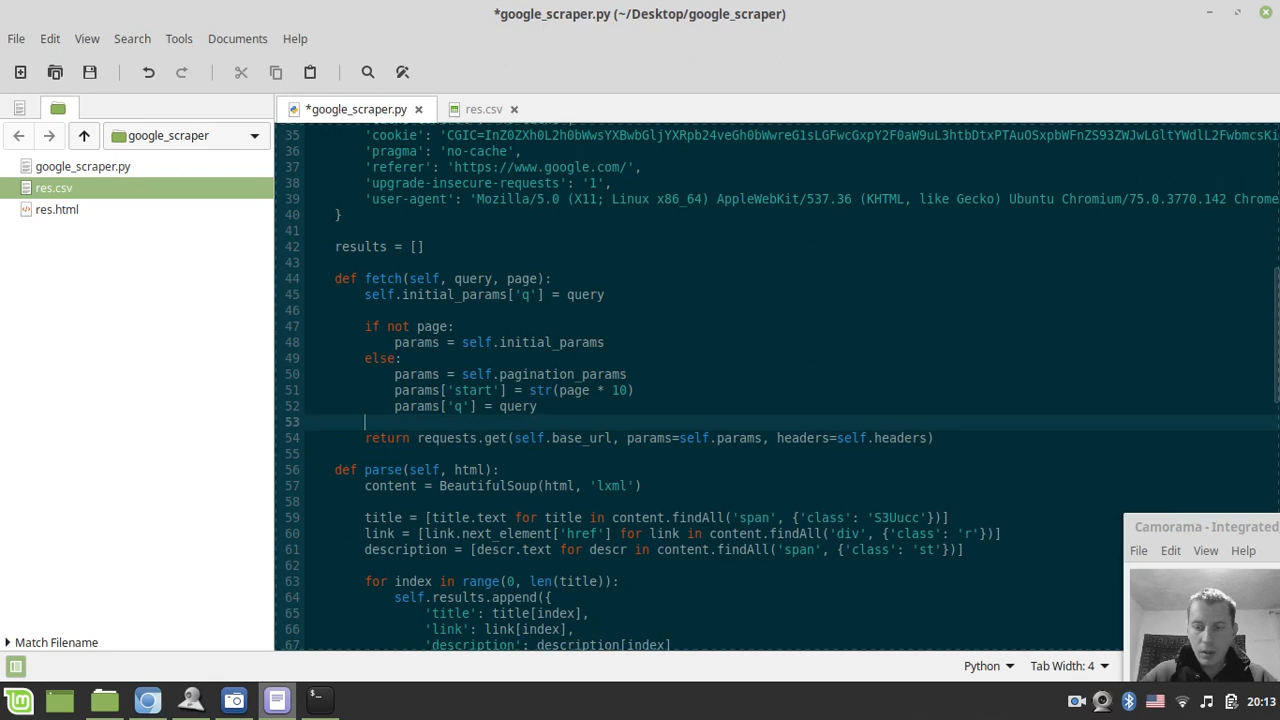 *google_scraper.py (~/Desktop/google_scraper)
File Edit View Search Tools Documents Help
*google_scraper.py res.csv
google_scraper
google_scraper.py
res.csv
res.html
35 'cookie': 'CGIC=
36 'pragma': 'no-cache',
37 'referer': 'https://www.google.com/',
38 'upgrade-insecure-requests': '1',
39 'user-agent': 'Mozilla/5.0 (X11; Linux x86_64) AppleWebKit/537.36 (KHTML, like Gecko) Ubuntu Chromium/75.0.3770.142 Chrome
40 }
41
42 results = []
43
44 def fetch(self, query, page):
45 self.initial_params['q'] = query
46
47 if not page:
48 params = self.initial_params
49 else:
50 params = self.pagination_params
51 params['start'] = str(page * 10)
52 params['q'] = query
53
54 return requests.get(self.base_url, params=self.params, headers=self.headers)
55
56 def parse(self, html):
57 content = BeautifulSoup(html, 'lxml')
58
59 title = [title.text for title in content.findAll('span', {'class': 'S3Uucc'})]
60 link = [link.next_element['href'] for link in content.findAll('div', {'class': 'r'})]
61 description = [descr.text for descr in content.findAll('span', {'class': 'st'})]
62
63 for index in range(0, len(title)):
64 self.results.append({
65 'title': title[index],
66 'link': link[index],
67 'description': description[index]
Match Filename
Python Tab Width: 4
Camorama - Integrated
File Edit View Help
20:13